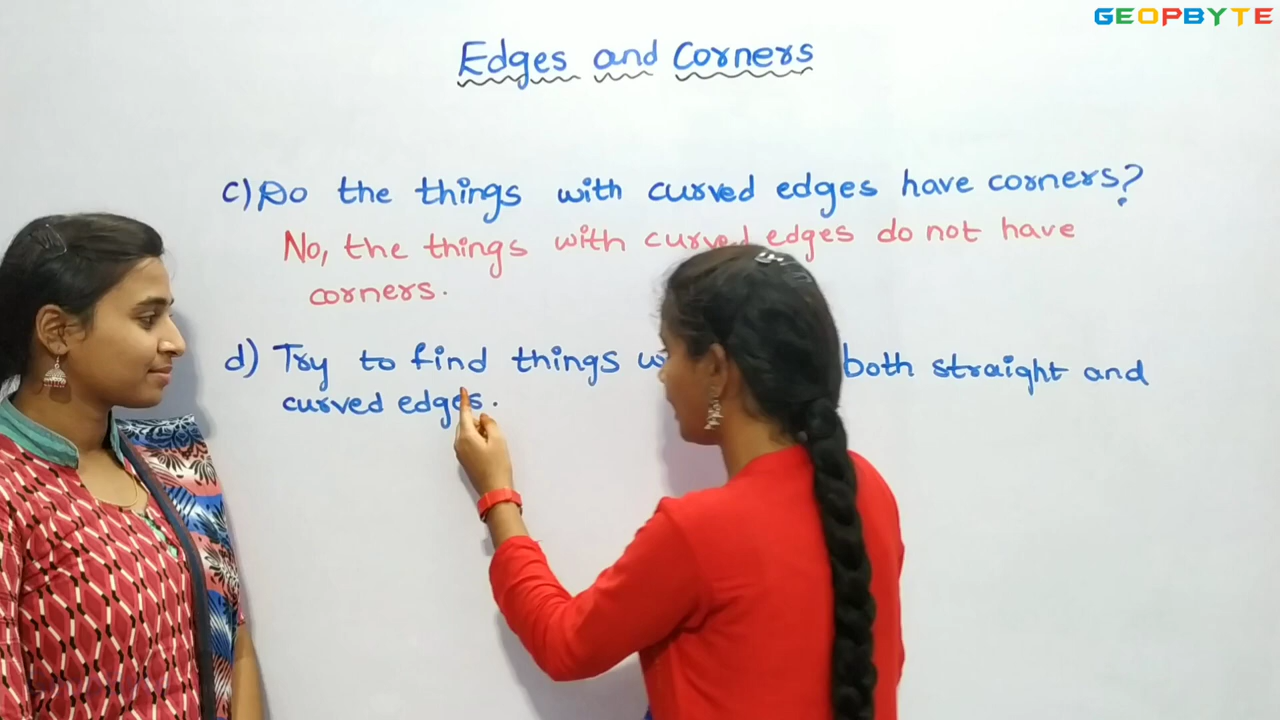 GEOPBYTE
Edges and Corners
c) Do the things with curved edges have corners?
No, the things with curved edges do not have
corners.
d) Try to find things both straight and
curved edges.